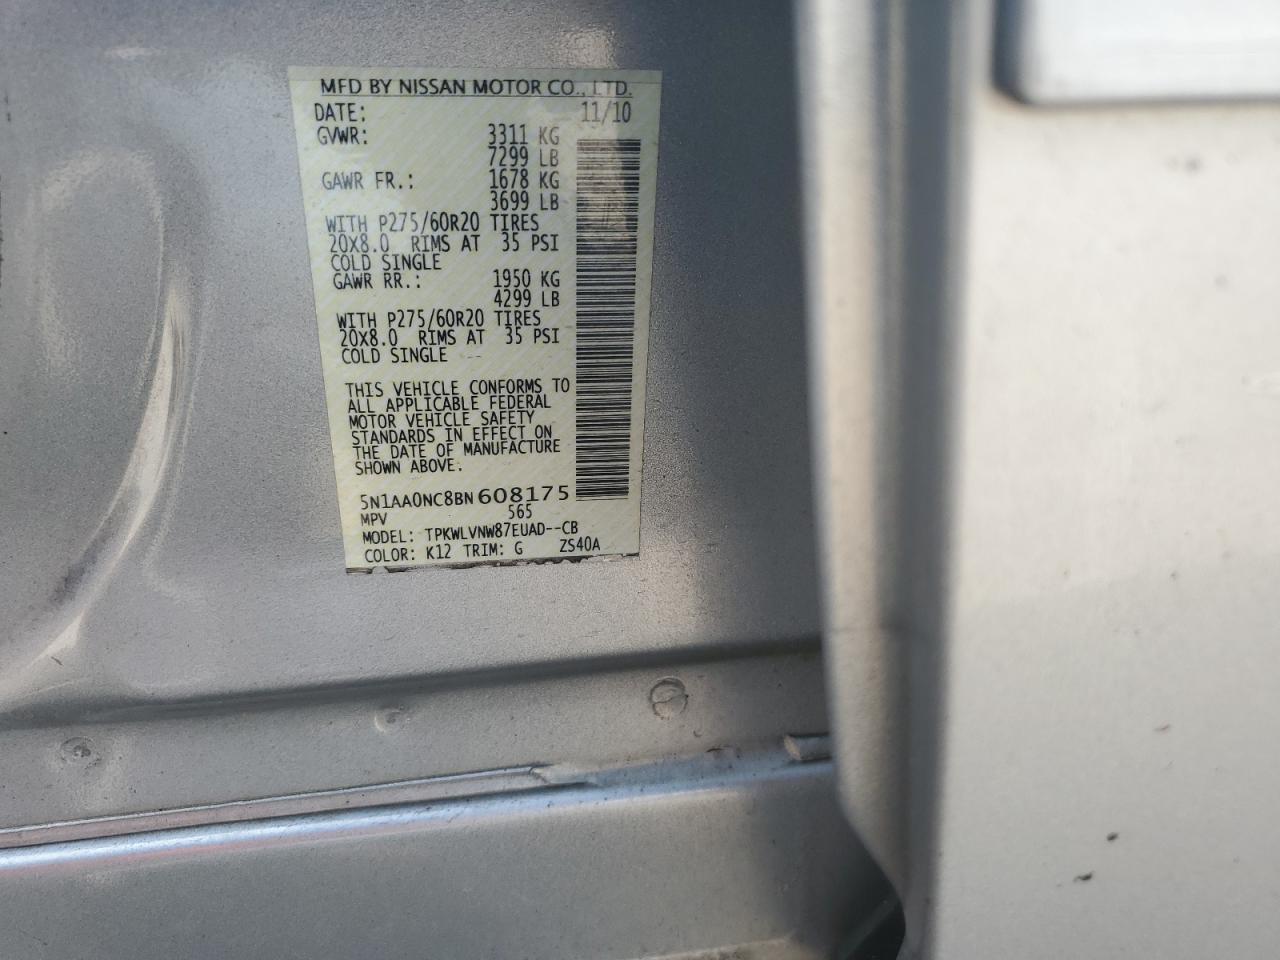 MFD BY NISSAN MOTOR CO., LTD.
DATE: 11/10
GVWR: 3311 KG
7299 LB
GAWR FR.: 1678 KG
3699 LB
WITH P275/60R20 TIRES
20X8.0 RIMS AT 35 PSI
COLD SINGLE
GAWR RR.: 1950 KG
4299 LB
WITH P275/60R20 TIRES
20X8.0 RIMS AT 35 PSI
COLD SINGLE --
THIS VEHICLE CONFORMS TO
ALL APPLICABLE FEDERAL
MOTOR VEHICLE SAFETY
STANDARDS IN EFFECT ON
THE DATE OF MANUFACTURE
SHOWN ABOVE.
5N1AA0NC8BN608175
MPV 565
MODEL: TPKWLVNW87EUAD--CB
COLOR: K12 TRIM: G ZS40A